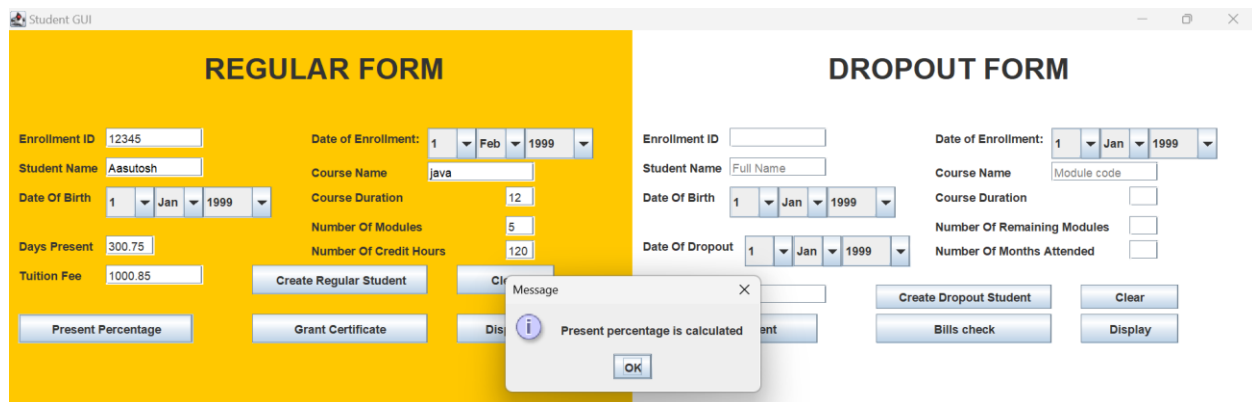 Student GUI
REGULAR FORM
Enrollment ID 12345
Date of Enrollment: 1 Feb 1999
Student Name Aasutosh
Course Name java
Date Of Birth 1 Jan 1999
Course Duration 12
Number Of Modules 5
Days Present 300.75
Number Of Credit Hours 120
Tuition Fee 1000.85
Create Regular Student
Present Percentage
Grant Certificate
DROPOUT FORM
Enrollment ID
Date of Enrollment: 1 Jan 1999
Student Name Full Name
Course Name Module code
Date Of Birth 1 Jan 1999
Course Duration
Number Of Remaining Modules
Date Of Dropout 1 Jan 1999
Number Of Months Attended
Create Dropout Student
Clear
Bills check
Display
Message
Present percentage is calculated
OK